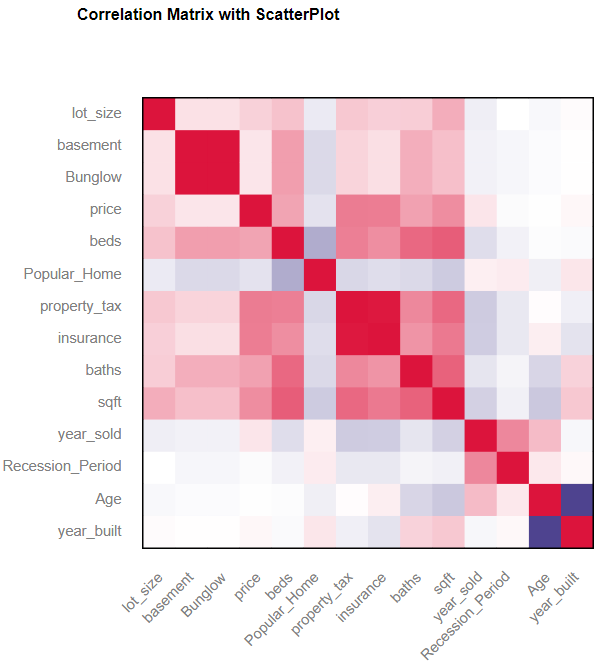 Correlation Matrix with ScatterPlot
lot_size
basement
Bunglow
price
beds
Popular_Home
property_tax
insurance
baths
sqft
year_sold
Recession_Period
Age
year_built
lot_size
basement
Bunglow
price
beds
Popular_Home
property_tax
insurance
baths
sqft
year_sold
Recession_Period
Age
year_built